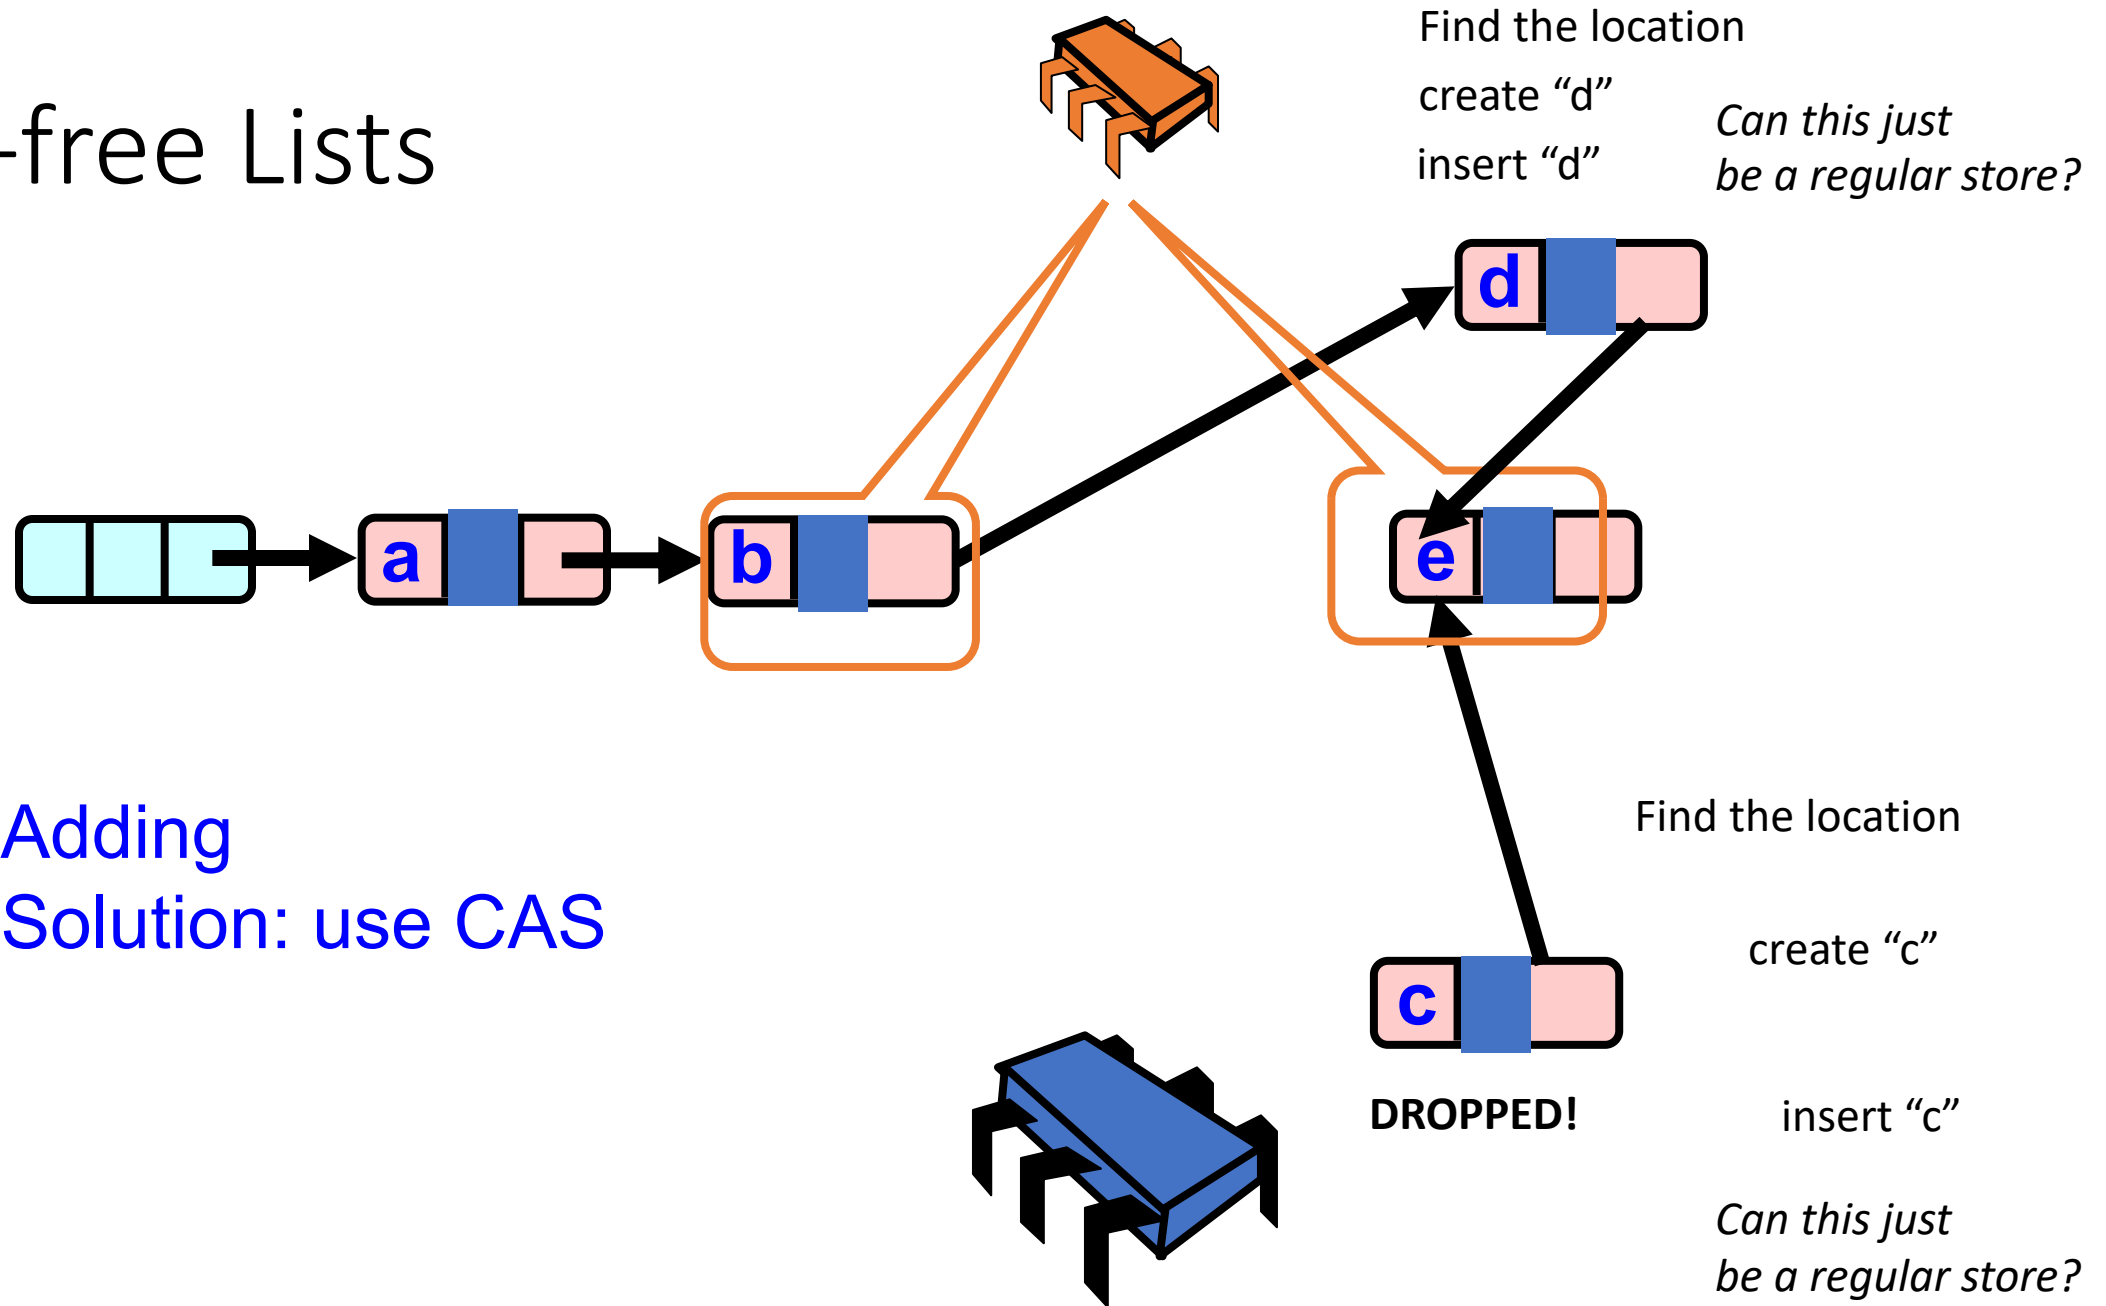 -free Lists
Find the location
create “d”
insert “d”
Can this just
be a regular store?
d
a
b
e
Adding
Solution: use CAS
Find the location
create “c”
c
DROPPED!
insert “c”
Can this just
be a regular store?